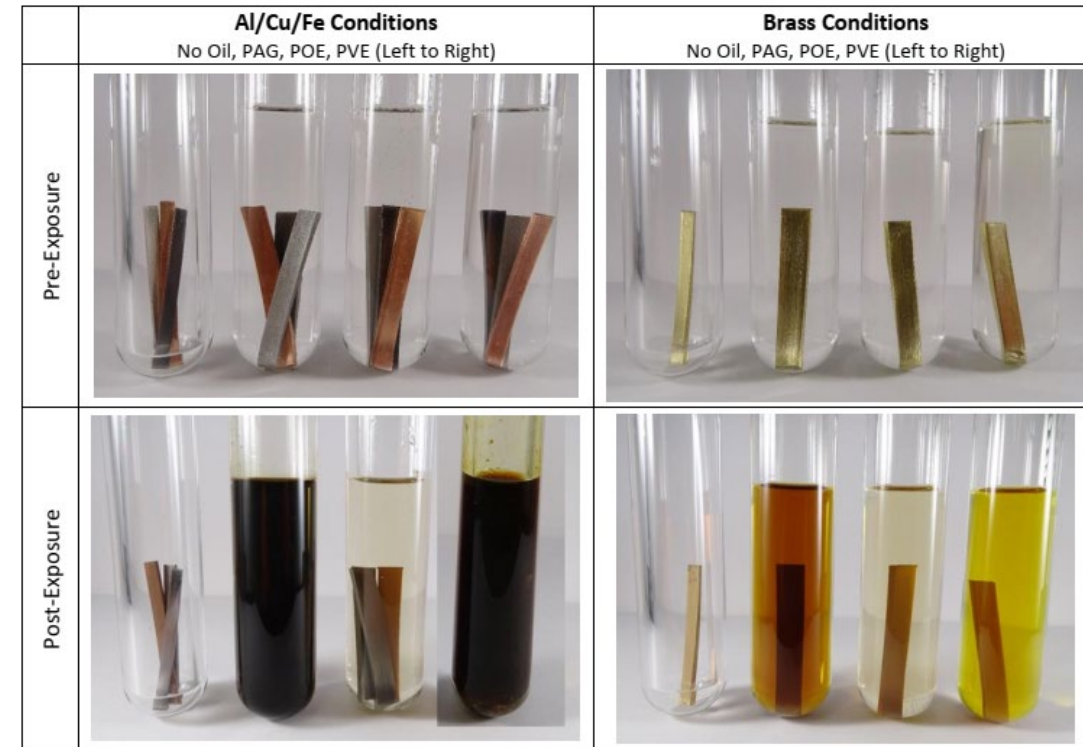 Al/Cu/Fe Conditions
No Oil, PAG, POE, PVE (Left to Right)
Brass Conditions
No Oil, PAG, POE, PVE (Left to Right)
Pre-Exposure
Post-Exposure